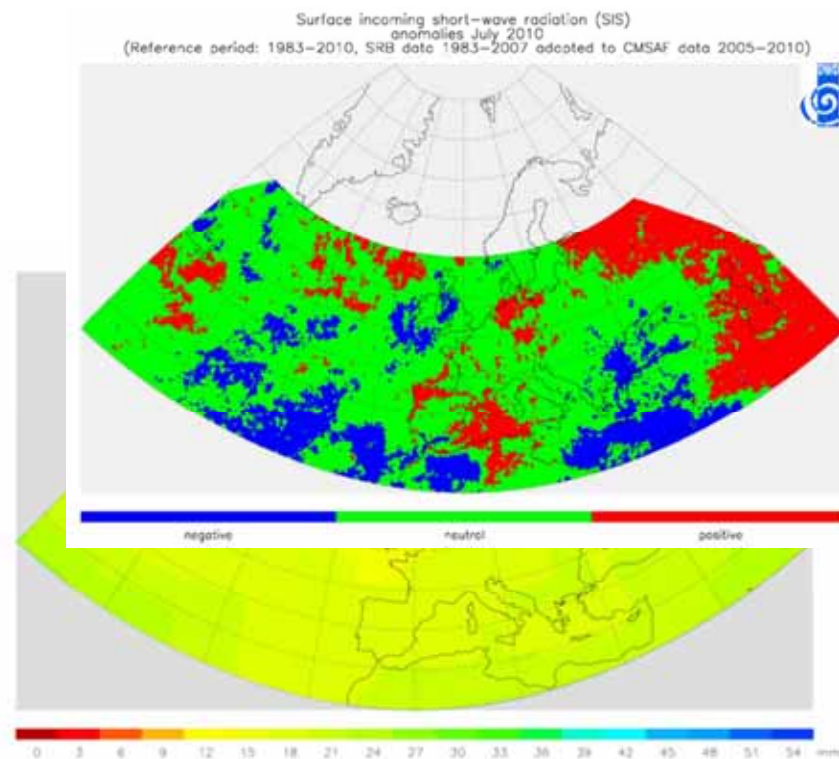 Surface incoming short-wave radiation (SIS)
anomalies July 2010
(Reference period: 1983-2010, SRB data 1983-2007 adapted to CMSAF data 2005-2010)
negative neutral positive
0 3 6 9 12 15 18 21 24 27 30 33 36 39 42 45 48 51 54 mm